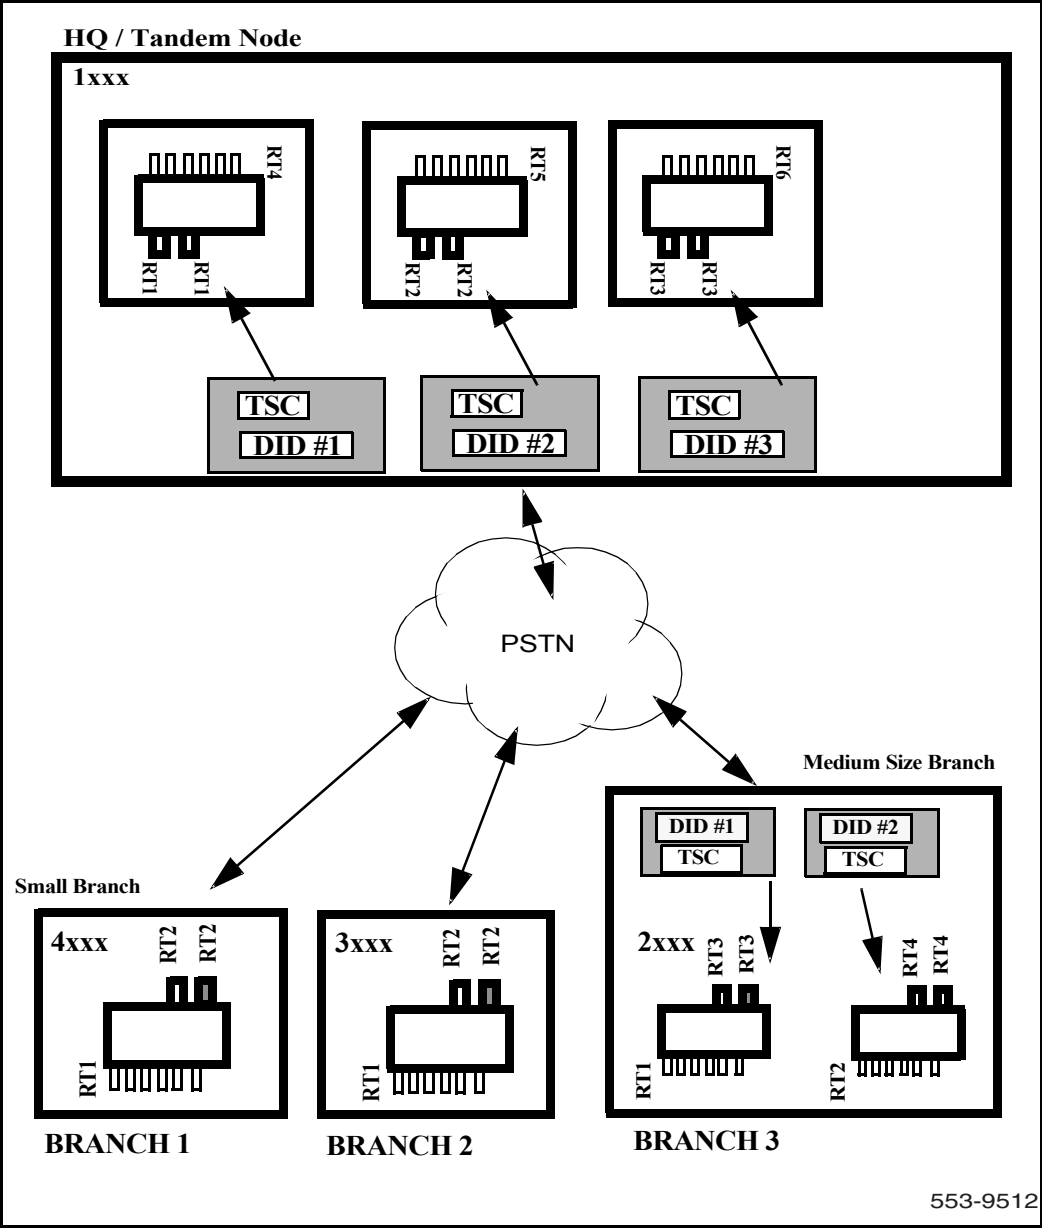 HQ / Tandem Node
1xxx
RT4
RT5
RT6
RT1
RT1
RT2
RT2
RT3
RT3
TSC
DID #1
TSC
DID #2
TSC
DID #3
PSTN
Medium Size Branch
DID #1
TSC
DID #2
TSC
Small Branch
4xxx
RT2
RT2
RT1
BRANCH 1
3xxx
RT2
RT2
RT1
BRANCH 2
2xxx
RT3
RT3
RT1
RT4
RT4
RT2
BRANCH 3
553-9512